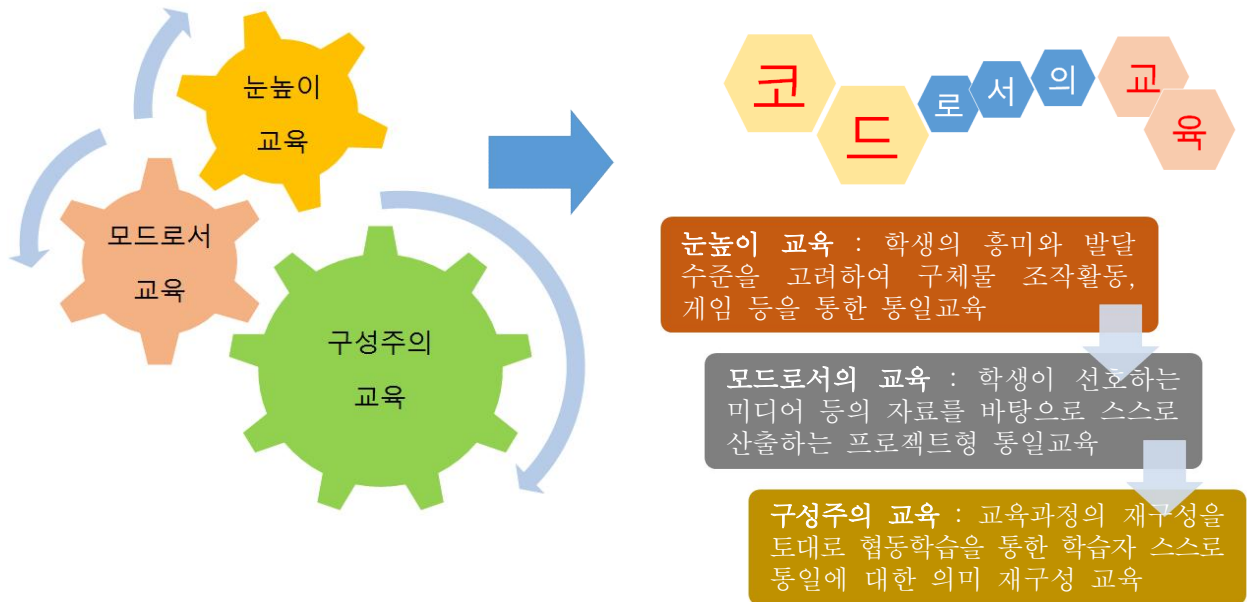 눈높이
교육
모드로서
교육
구성주의
교육
코드로서의교육
눈높이 교육 : 학생의 흥미와 발달
수준을 고려하여 구체물 조작활동,
게임 등을 통한 통일교육
모드로서의 교육 : 학생이 선호하는
미디어 등의 자료를 바탕으로 스스로
산출하는 프로젝트형 통일교육
구성주의 교육 : 교육과정의 재구성을
토대로 협동학습을 통한 학습자 스스로
통일에 대한 의미 재구성 교육